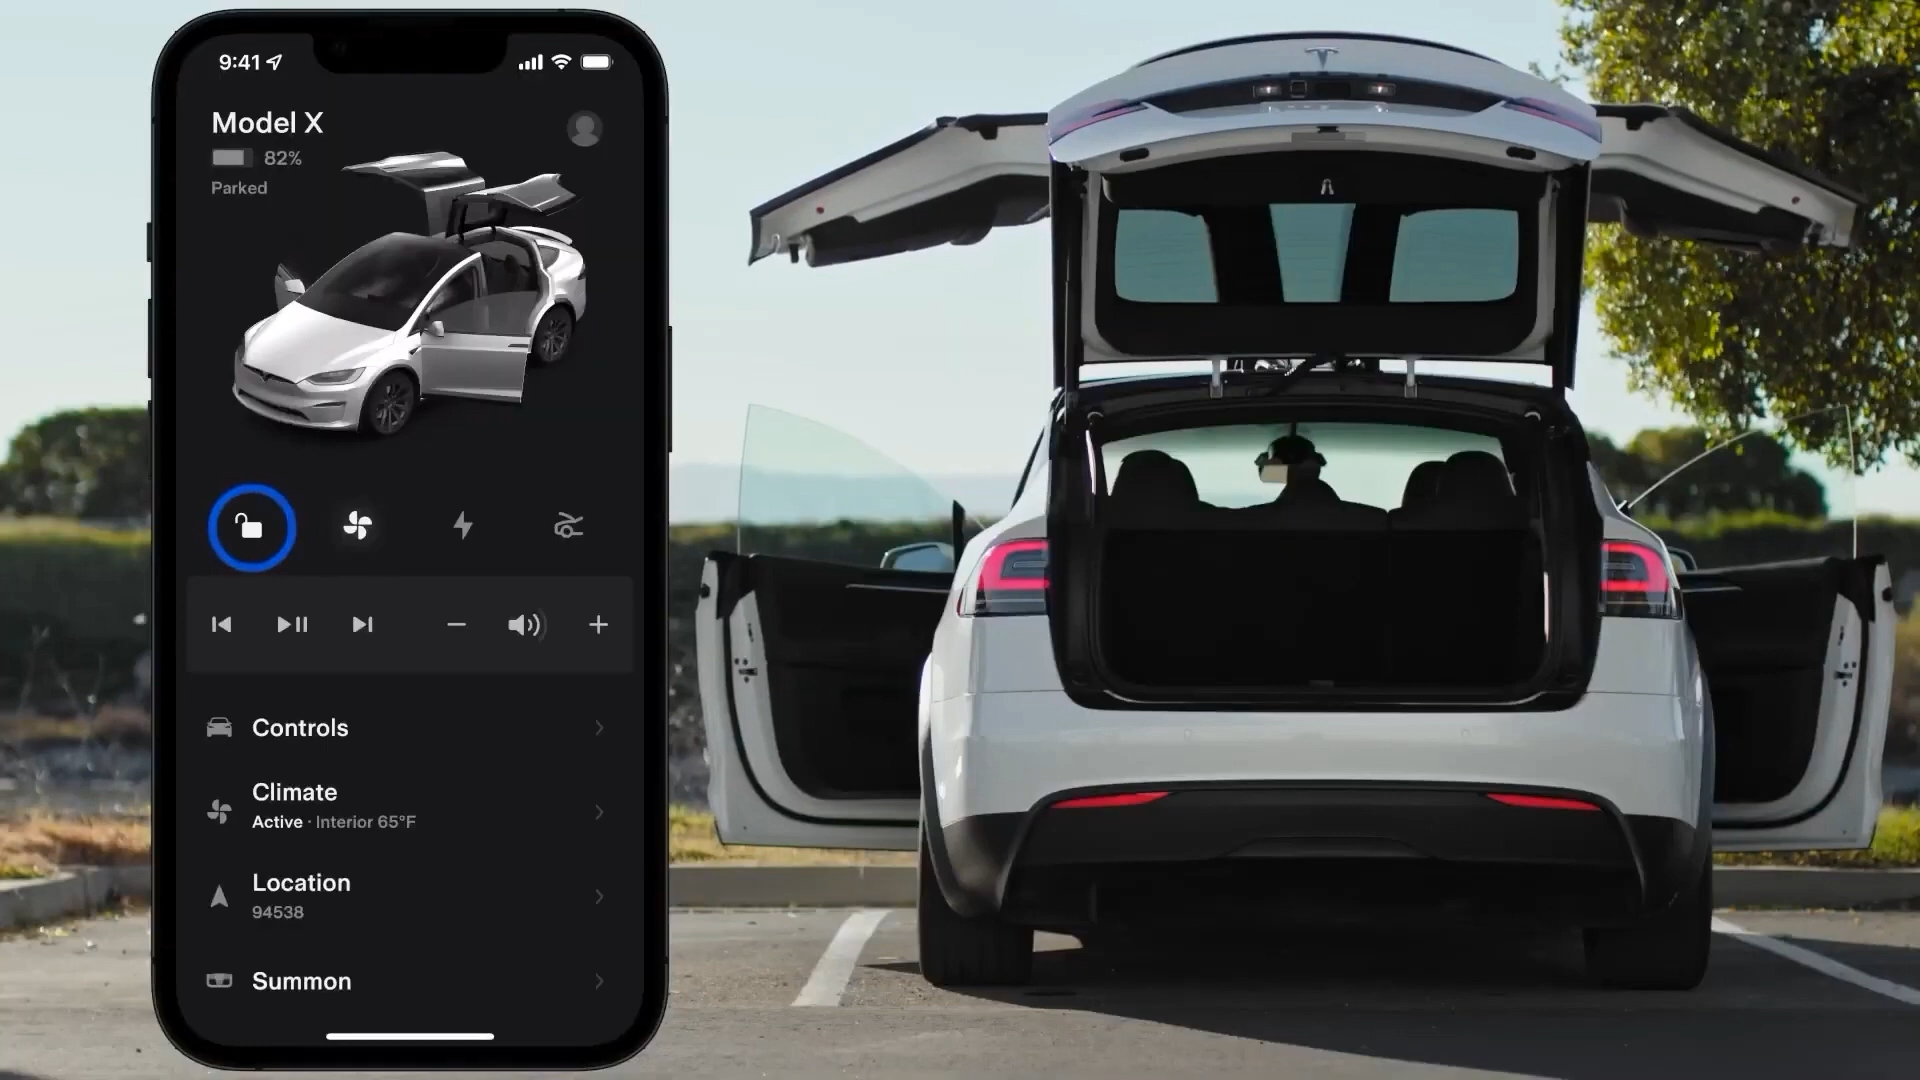 9:41
Model X
82%
Parked
Controls
Climate
Active · Interior 65°F
Location
94538
Summon